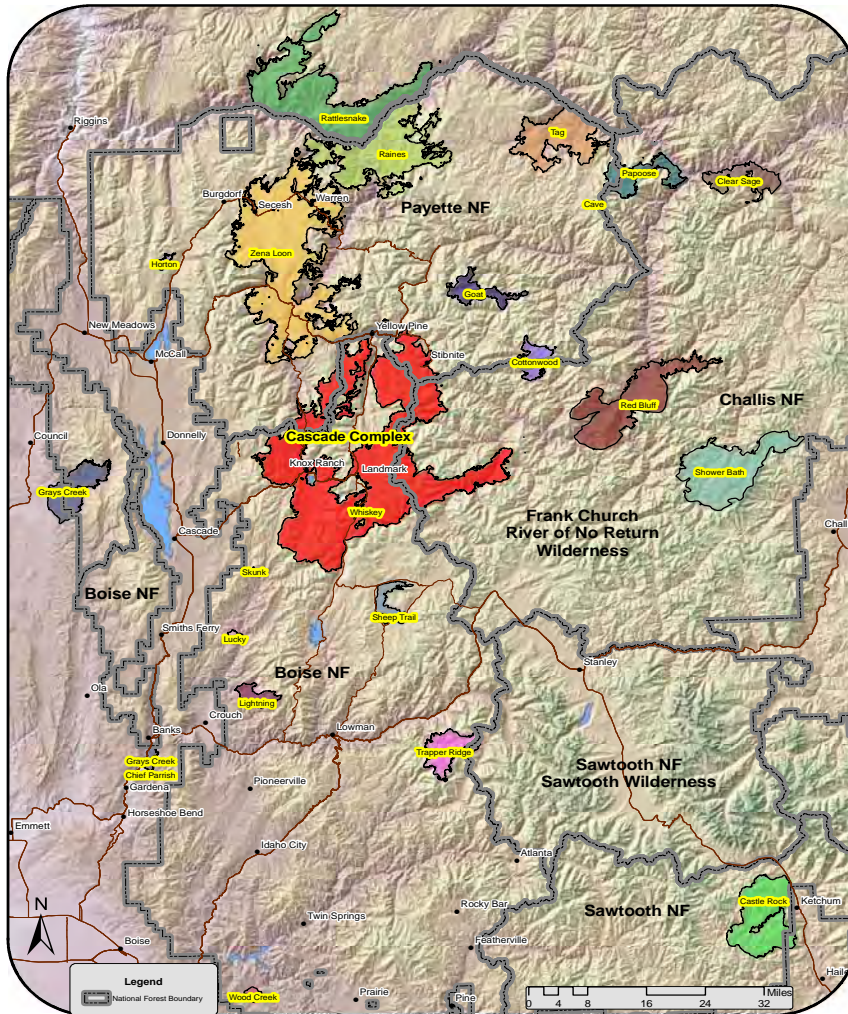 Rattlesnake
Riggins
Tag
Raines
Papoose
Clear Sage
Burgdorf
Secesh
Warren
Payette NF
Cave
Zena Loon
Horton
Goat
New Meadows
Yellow Pine
McCall
Stibnite
Cottonwood
Red Bluff
Challis NF
Council
Donnelly
Cascade Complex
Knox Ranch
Landmark
Shower Bath
Grays Creek
Whiskey
Frank Church
River of No Return
Wilderness
Chall
Cascade
Skunk
Boise NF
Sheep Trail
Smiths Ferry
Lucky
Boise NF
Stanley
Ola
Lightning
Crouch
Banks
Lowman
Trapper Ridge
Grays Creek
Chief Parrish
Gardena
Pioneerville
Sawtooth NF
Sawtooth Wilderness
Horseshoe Bend
Emmett
Idaho City
Atlanta
N
Rocky Bar
Sawtooth NF
Castle Rock
Ketchum
Twin Springs
Boise
Featherville
Haile
Legend
National Forest Boundary
Wood Creek
Prairie
Pine
Miles
0 4 8 16 24 32